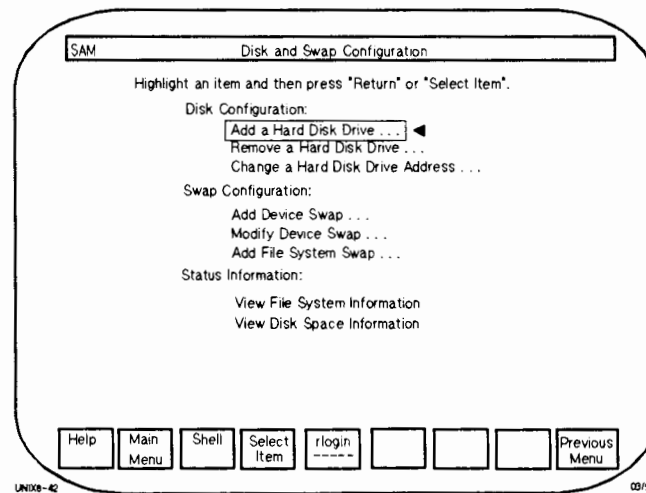 SAM Disk and Swap Configuration
Highlight an item and then press "Return" or "Select Item".
Disk Configuration:
Add a Hard Disk Drive . . . ◄
Remove a Hard Disk Drive . . .
Change a Hard Disk Drive Address . . .
Swap Configuration:
Add Device Swap . . .
Modify Device Swap . . .
Add File System Swap . . .
Status Information:
View File System Information
View Disk Space Information
Help
Main
Menu
Shell
Select
Item
rlogin
-----
Previous
Menu
UNIX8-42